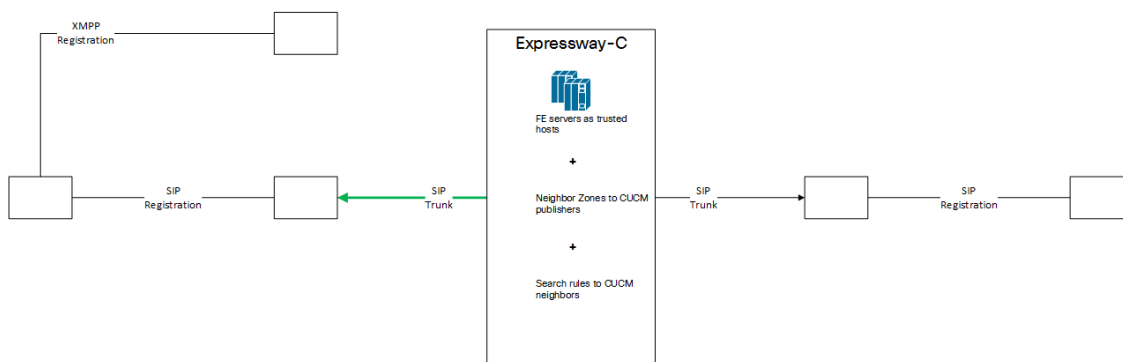 XMPP
Registration
Expressway-C
FE servers as trusted
hosts
+
SIP
Registration
SIP
Trunk
Neighbor Zones to CUCM
publishers
SIP
Trunk
SIP
Registration
+
Search rules to CUCM
neighbors